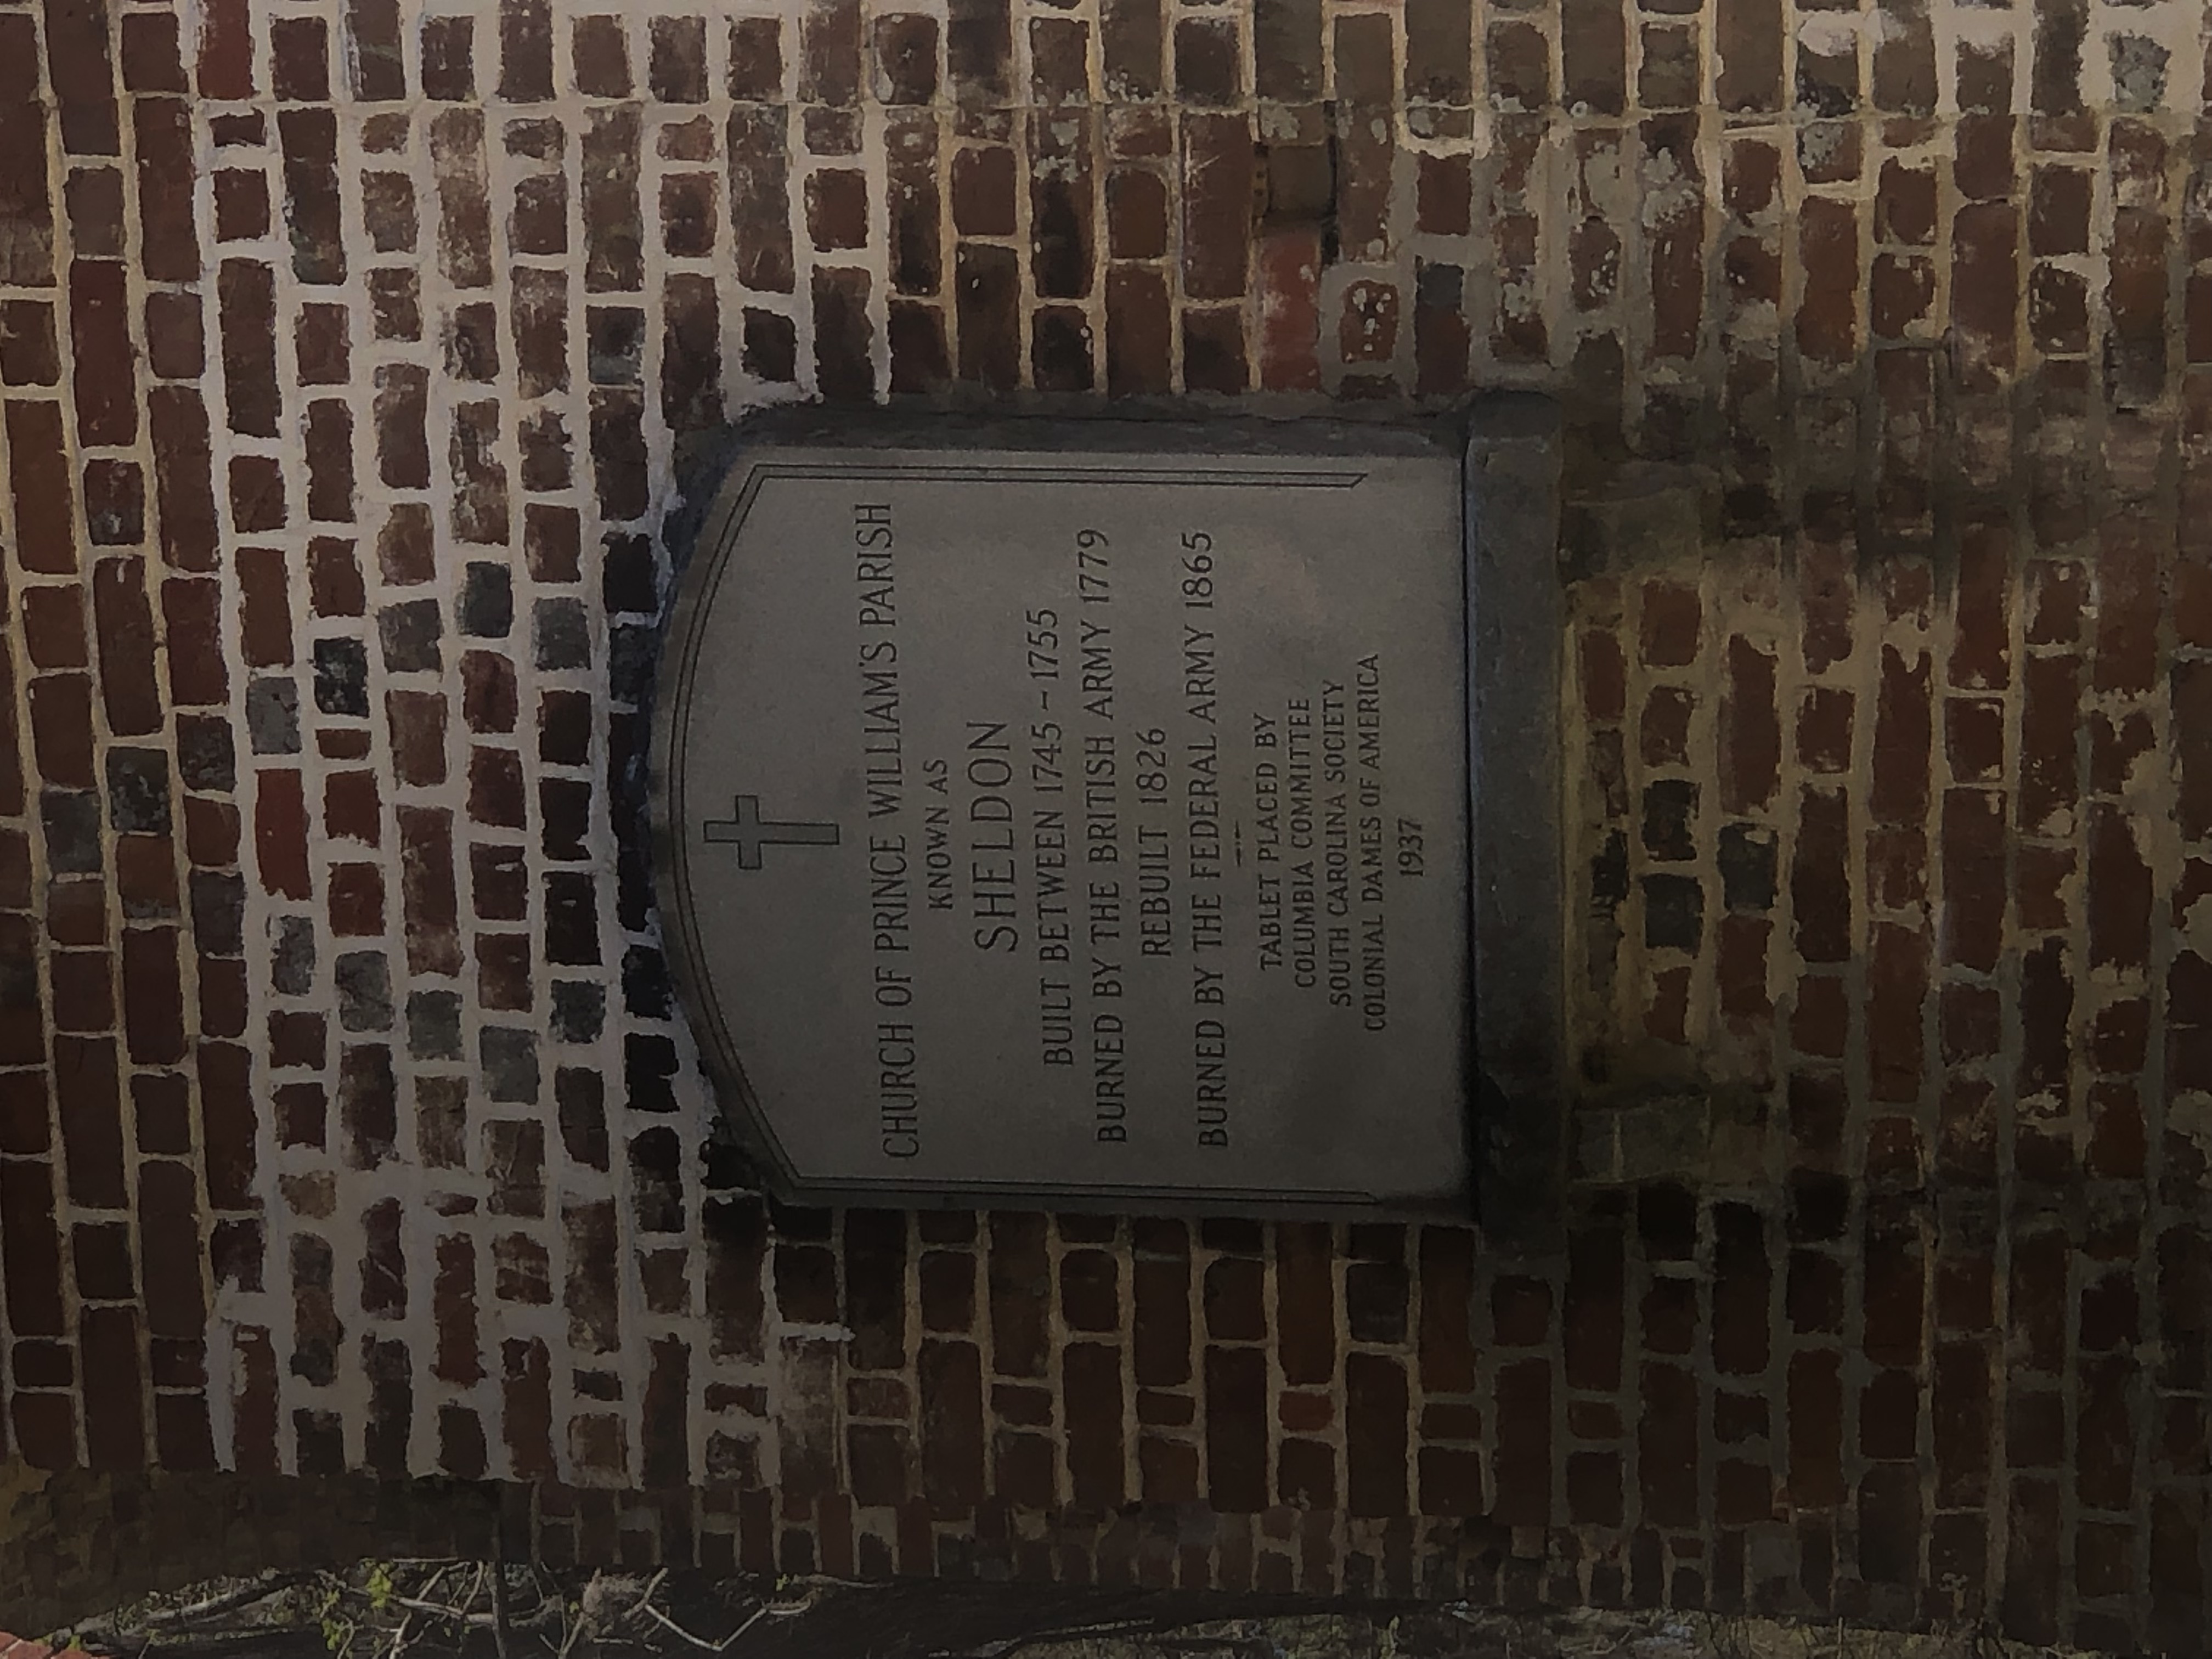 CHURCH OF PRINCE WILLIAM'S PARISH
KNOWN AS
SHELDON
BUILT BETWEEN 1745 – 1755
BURNED BY THE BRITISH ARMY 1779
REBUILT 1826
BURNED BY THE FEDERAL ARMY 1865
TABLET PLACED BY
COLUMBIA COMMITTEE
SOUTH CAROLINA SOCIETY
COLONIAL DAMES OF AMERICA
1937